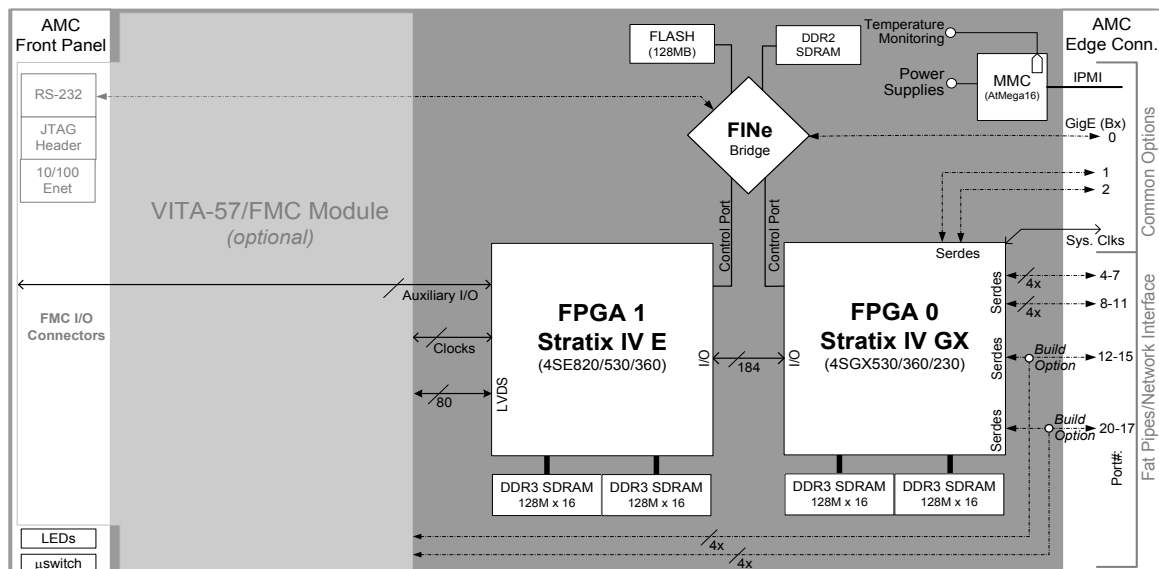 AMC
Front Panel
RS-232
JTAG
Header
10/100
Enet
FMC I/O
Connectors
LEDs
µswitch
VITA-57/FMC Module
(optional)
FLASH
(128MB)
DDR2
SDRAM
Temperature
Monitoring
Power
Supplies
MMC
(AtMega16)
AMC
Edge Conn.
IPMI
GigE (Bx)
0
1
2
Sys. Clks
Common Options
FINe
Bridge
Control Port
Control Port
Auxiliary I/O
Clocks
80
LVDS
FPGA 1
Stratix IV E
(4SE820/530/360)
I/O
184
I/O
FPGA 0
Stratix IV GX
(4SGX530/360/230)
Serdes
Serdes
4x
4-7
4x
8-11
Serdes
Build
Option
12-15
Serdes
Build
Option
20-17
Port#:
Fat Pipes/Network Interface
DDR3 SDRAM
128M x 16
DDR3 SDRAM
128M x 16
DDR3 SDRAM
128M x 16
DDR3 SDRAM
128M x 16
4x
4x